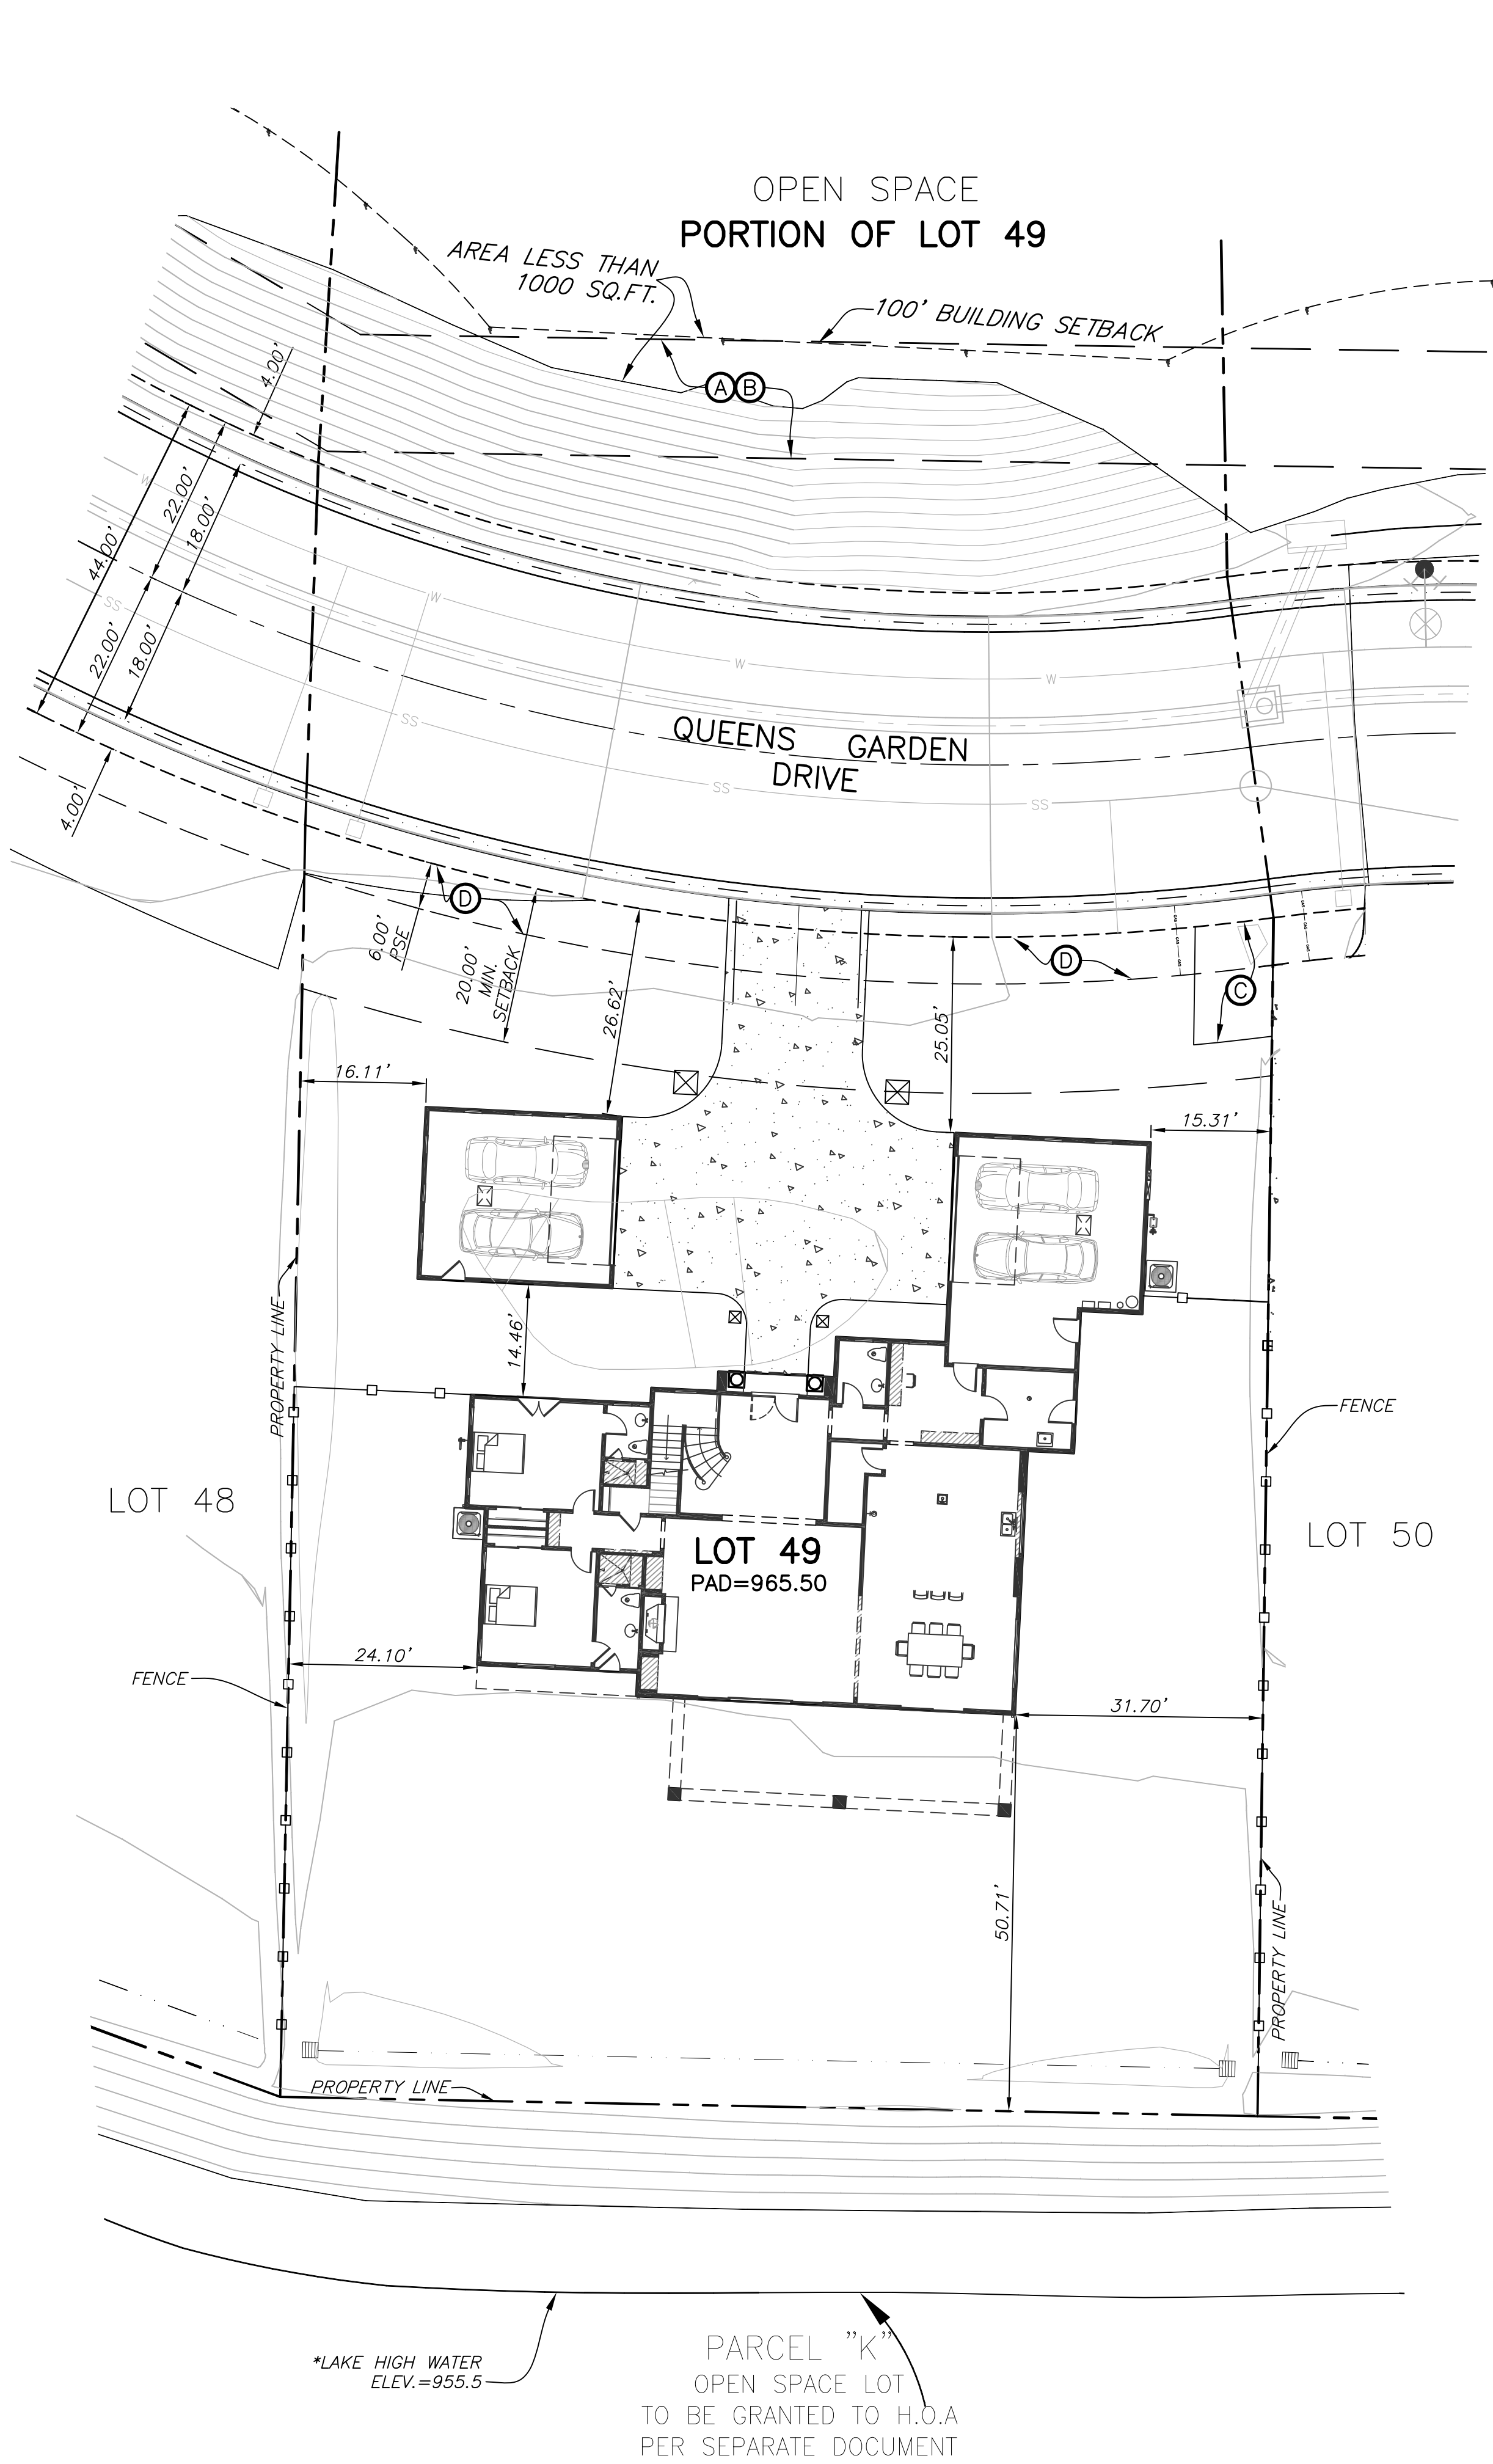 OPEN SPACE
PORTION OF LOT 49
AREA LESS THAN
1000 SQ.FT.
100' BUILDING SETBACK
A B
4.00'
44.00'
22.00'
18.00'
22.00'
18.00'
4.00'
W
W
W
W
SS
SS
SS
SS
QUEENS GARDEN
DRIVE
D
6.00'
PSE
20.00'
MIN.
SETBACK
26.62'
25.05'
D
C
16.11'
15.31'
14.46'
PROPERTY LINE
FENCE
LOT 48
LOT 49
PAD=965.50
LOT 50
24.10'
FENCE
31.70'
50.71'
PROPERTY LINE
PROPERTY LINE
*LAKE HIGH WATER
ELEV.=955.5
PARCEL "K"
OPEN SPACE LOT
TO BE GRANTED TO H.O.A
PER SEPARATE DOCUMENT